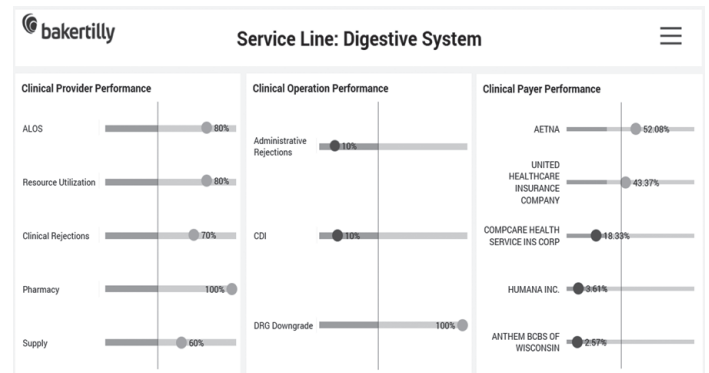 bakertilly
Service Line: Digestive System
Clinical Provider Performance
ALOS
80%
Resource Utilization
80%
Clinical Rejections
70%
Pharmacy
100%
Supply
60%
Clinical Operation Performance
Administrative
Rejections
10%
CDI
10%
DRG Downgrade
100%
Clinical Payer Performance
AETNA
52.08%
UNITED
HEALTHCARE
INSURANCE
COMPANY
43.37%
COMPCARE HEALTH
SERVICE INS CORP
18.33%
HUMANA INC.
3.61%
ANTHEM BCBS OF
WISCONSIN
2.57%